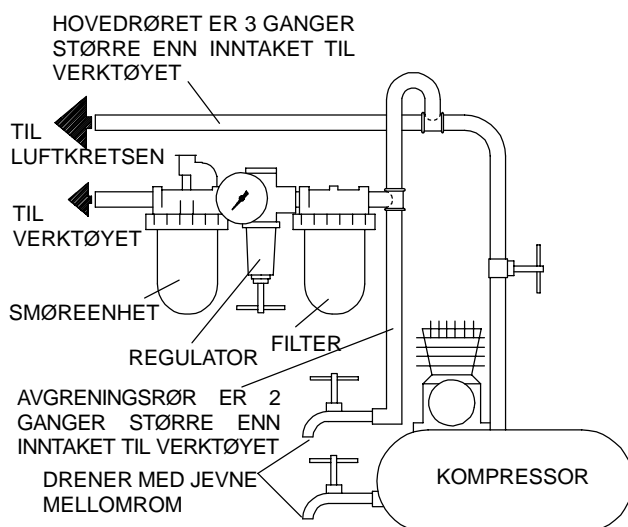 HOVEDRØRET ER 3 GANGER
STØRRE ENN INNTAKET TIL
VERKTØYET
TIL
LUFTKRETSEN
TIL
VERKTØYET
SMØREENHET
REGULATOR
FILTER
AVGRENINGSRØR ER 2
GANGER STØRRE ENN
INNTAKET TIL VERKTØYET
DRENER MED JEVNE
MELLOMROM
KOMPRESSOR